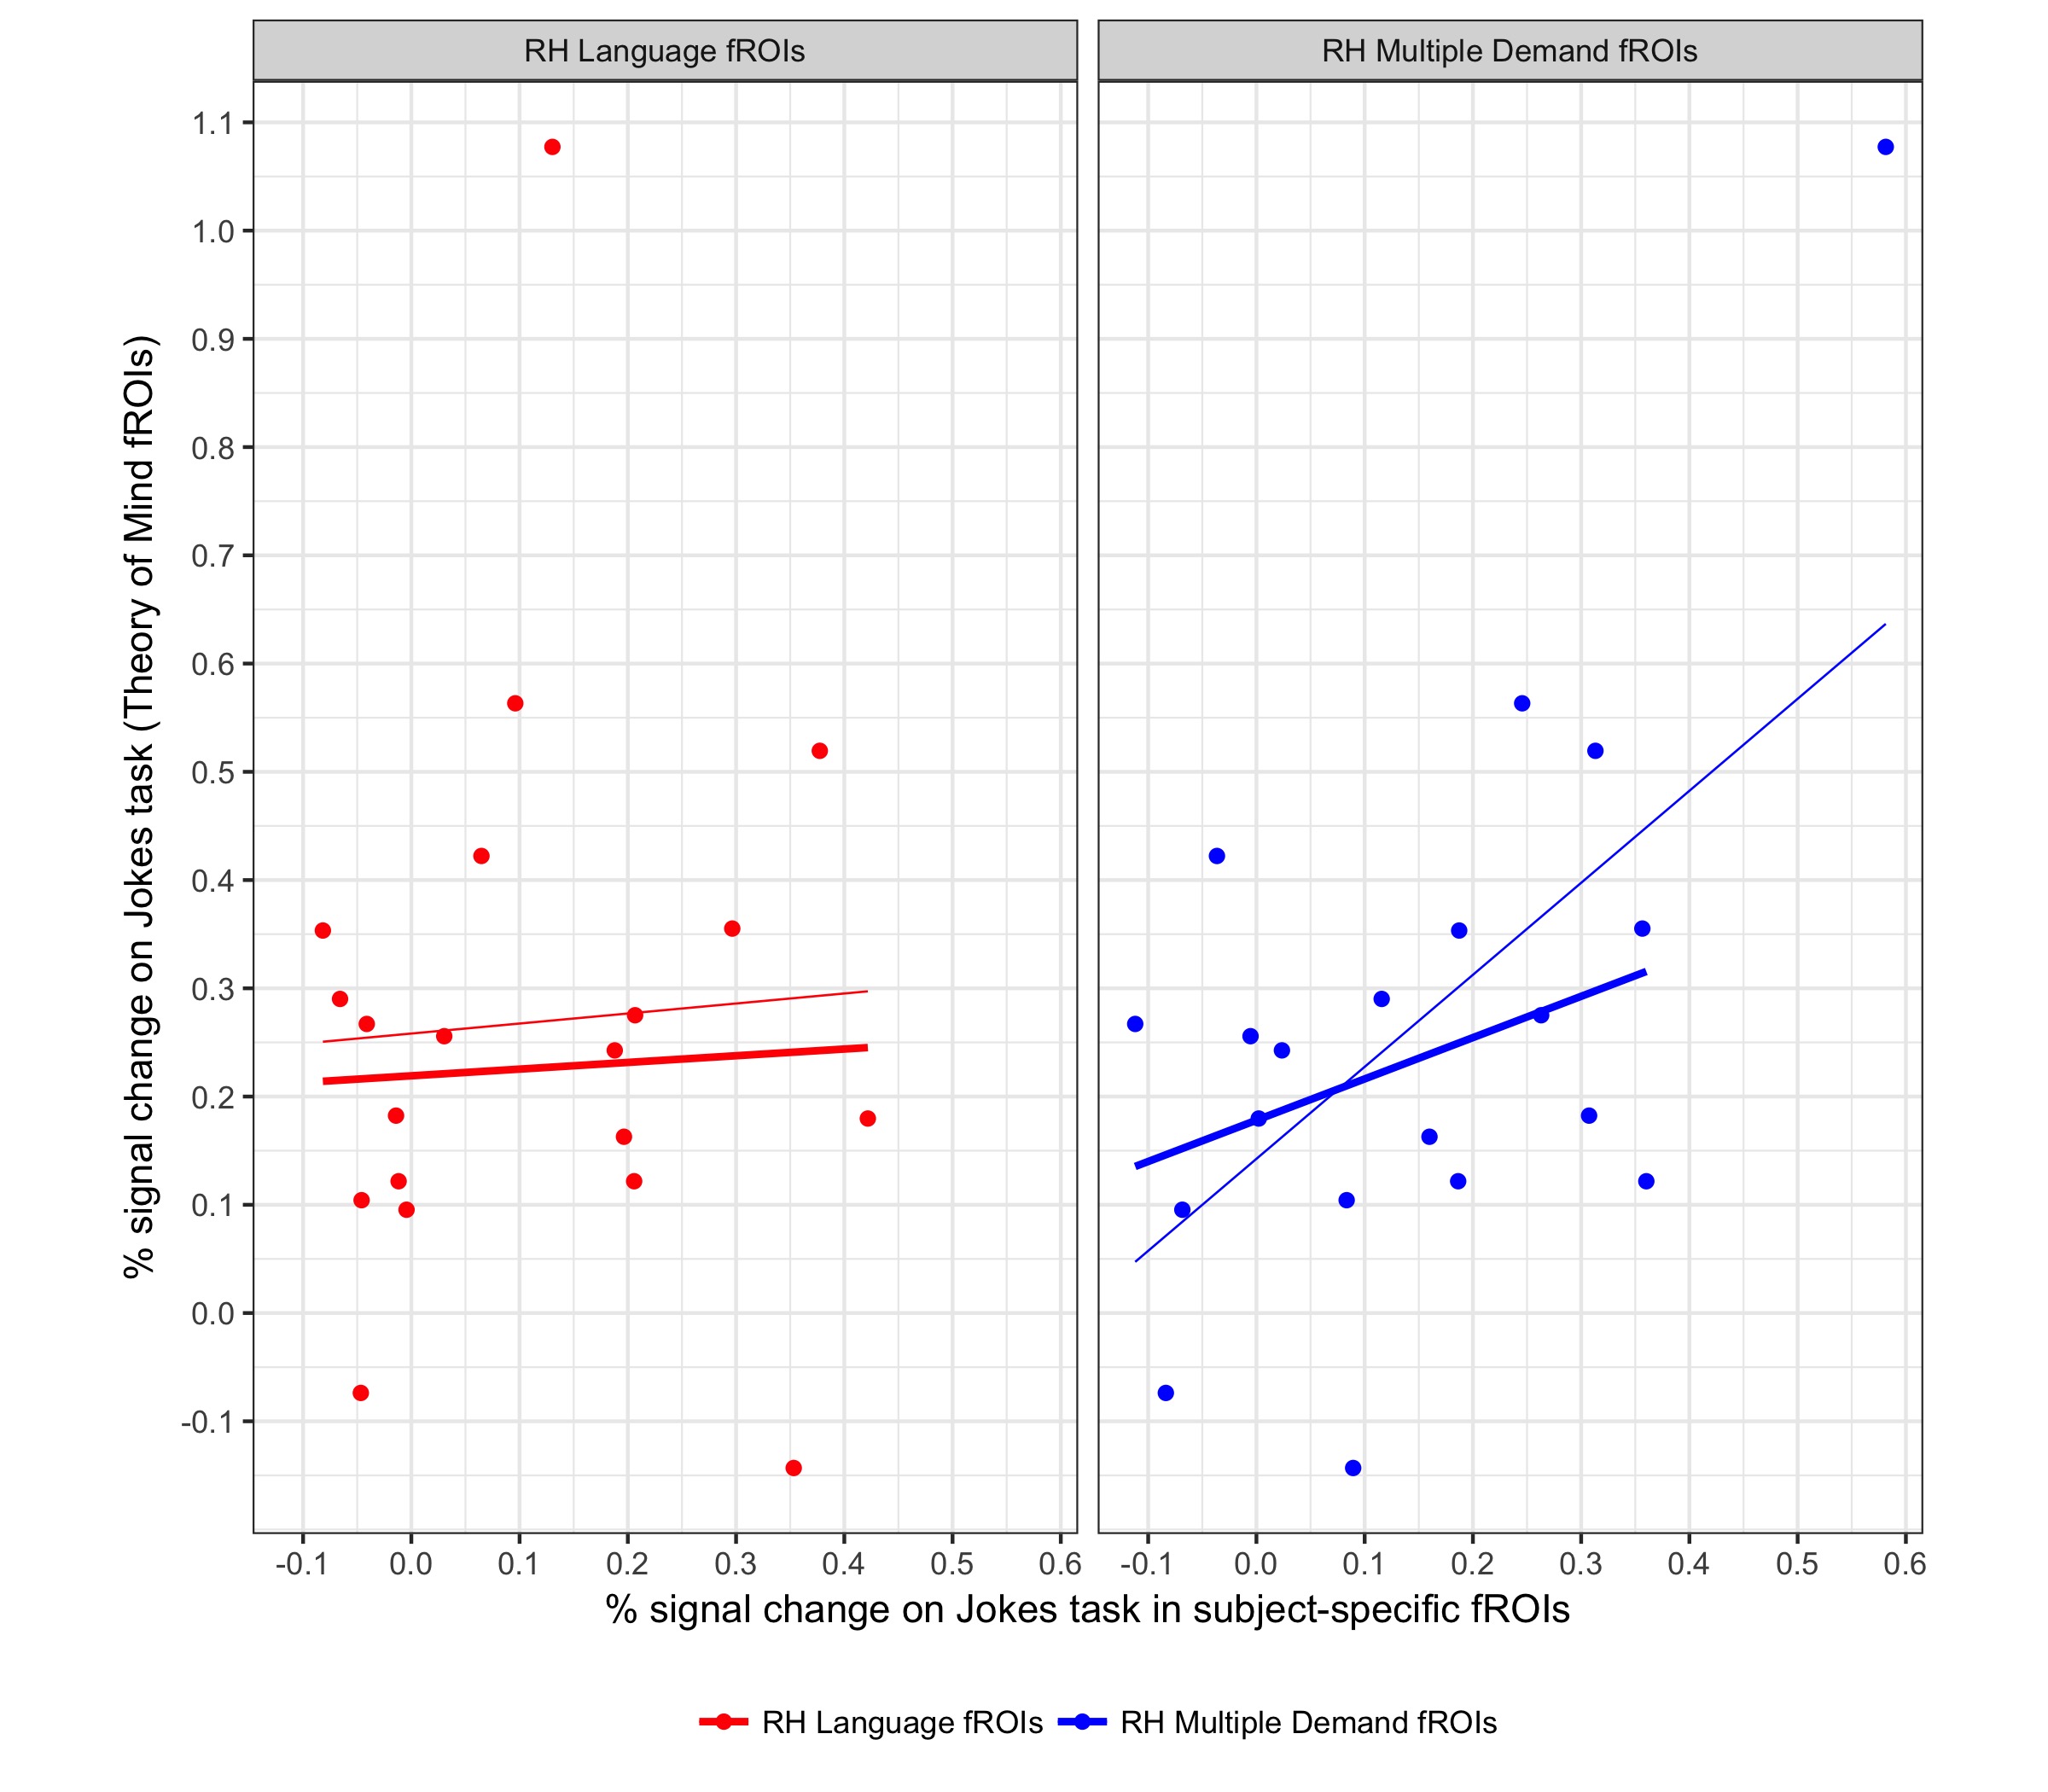 RH Language fROIs
RH Multiple Demand fROIs
% signal change on Jokes task (Theory of Mind fROIs)
1.1
1.0
0.9
0.8
0.7
0.6
0.5
0.4
0.3
0.2
0.1
0.0
-0.1
-0.1 0.0 0.1 0.2 0.3 0.4 0.5 0.6
-0.1 0.0 0.1 0.2 0.3 0.4 0.5 0.6
% signal change on Jokes task in subject-specific fROIs
RH Language fROIs
RH Multiple Demand fROIs